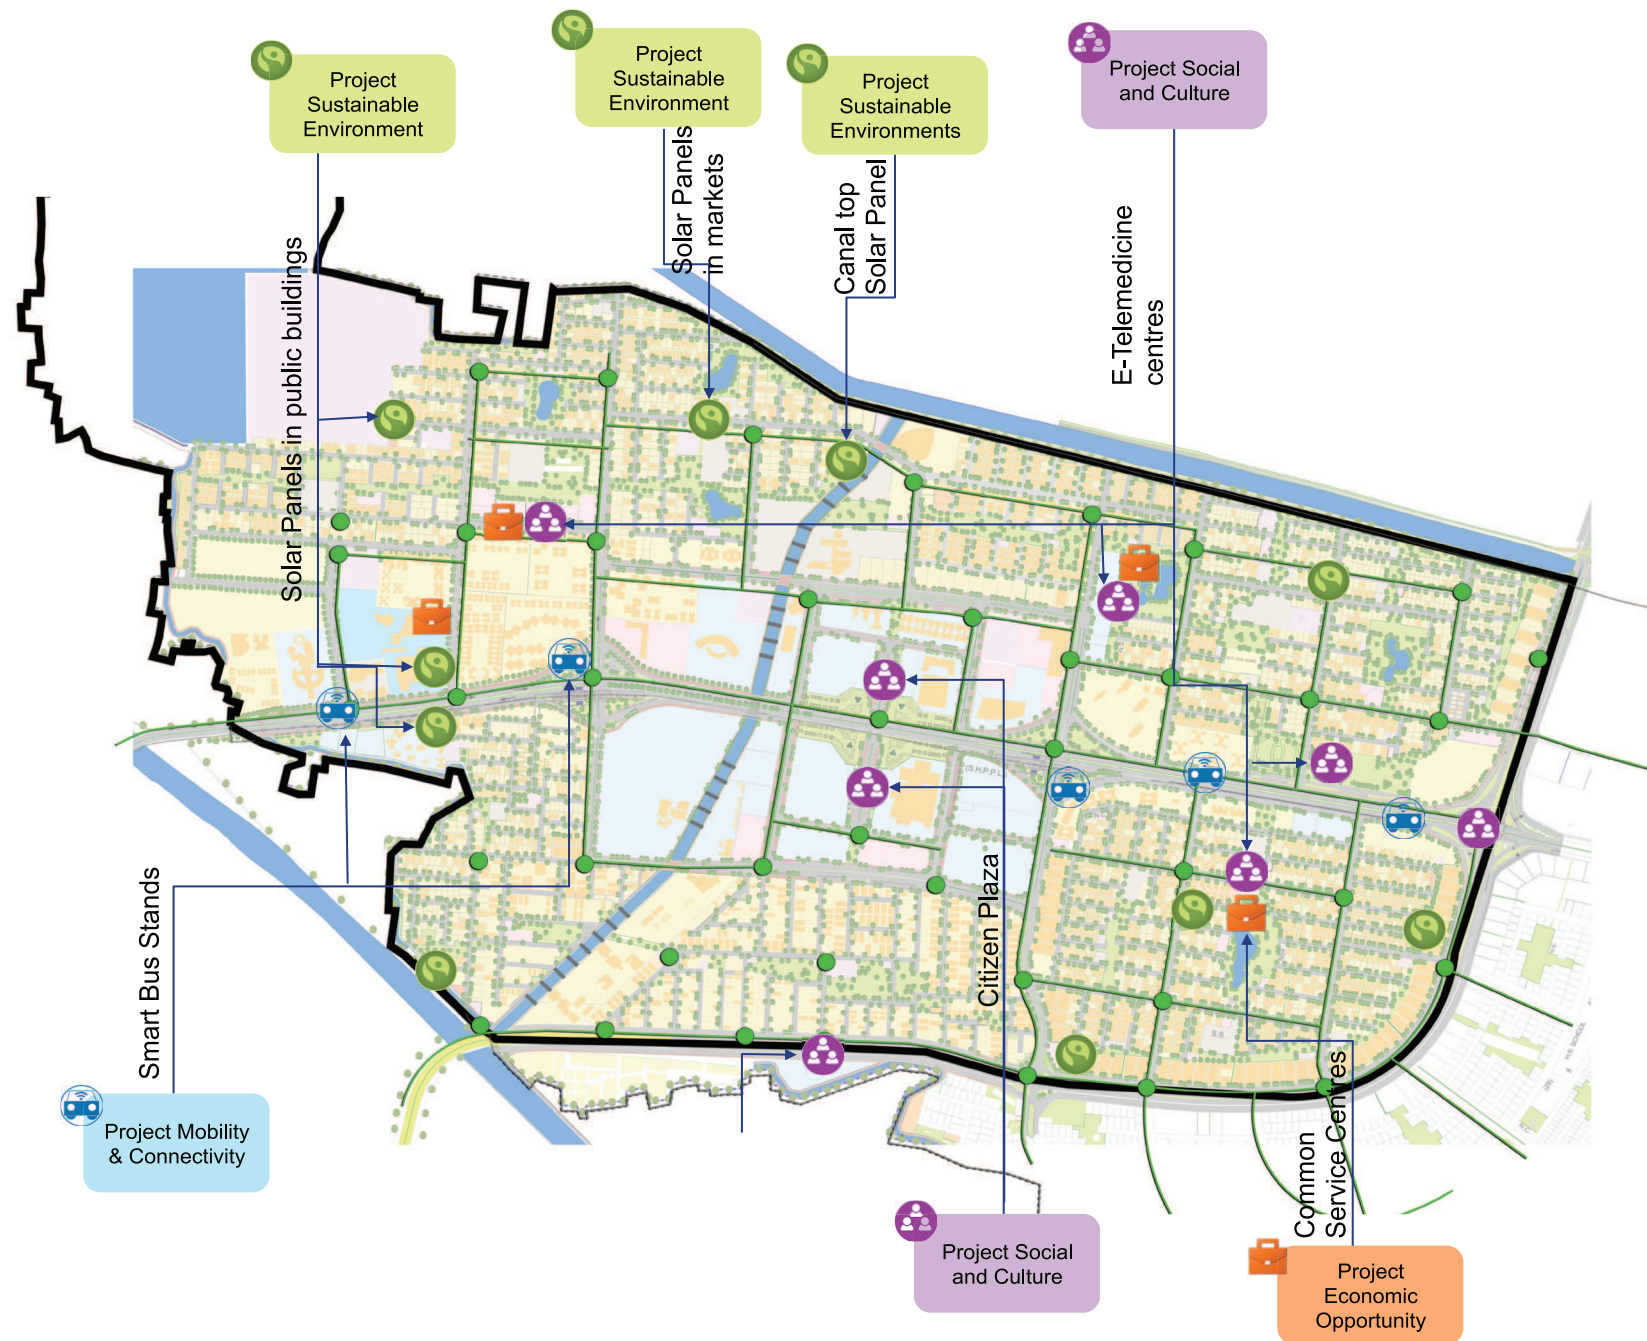 Project
Sustainable
Environment
Project
Sustainable
Environment
Project
Sustainable
Environments
Project Social
and Culture
Solar Panels in public buildings
Solar Panels
in markets
Canal top
Solar Panel
E-Telemedicine
centres
(S.H.P.P.L.)
Citizen Plaza
Smart Bus Stands
S.B.
H.S. SCHOOL
N.C.
Common
Service Centres
Project Mobility
& Connectivity
Project Social
and Culture
Project
Economic
Opportunity